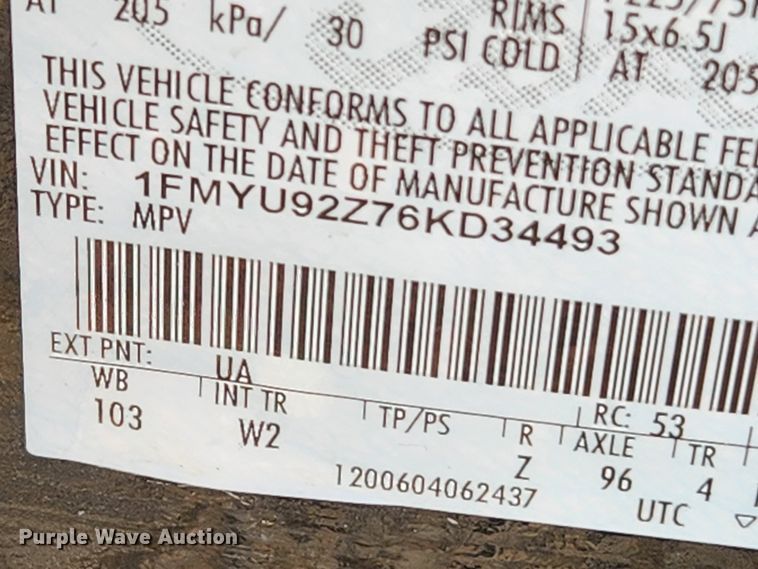 AT 205 kPa/ 30 PSI COLD
RIMS 15x6.5J
AT 205
THIS VEHICLE CONFORMS TO ALL APPLICABLE FE
VEHICLE SAFETY AND THEFT PREVENTION STANDA
EFFECT ON THE DATE OF MANUFACTURE SHOWN A
VIN: 1FMYU92Z76KD34493
TYPE: MPV
EXT PNT: UA RC: 53
WB INT TR TP/PS R AXLE TR
103 W2 Z 96 4
1200604062437 UTC
Purple Wave Auction